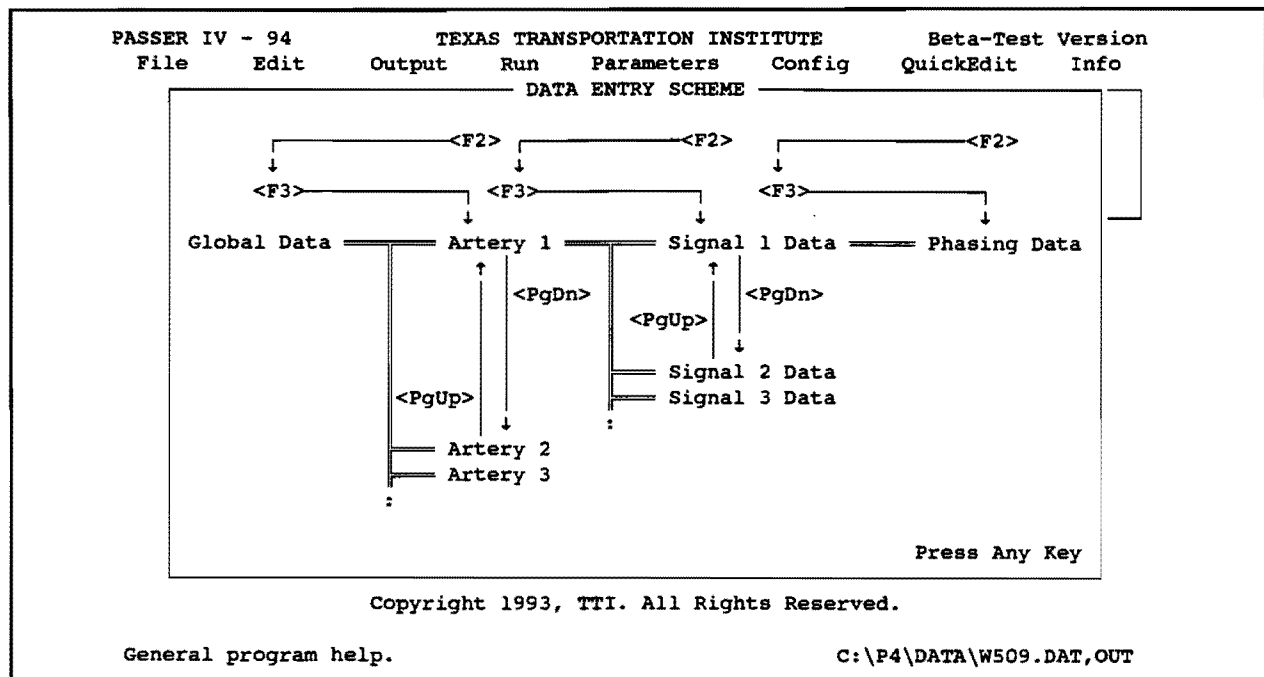 PASSER IV - 94 TEXAS TRANSPORTATION INSTITUTE Beta-Test Version
File Edit Output Run Parameters Config QuickEdit Info
DATA ENTRY SCHEME
<F2> <F2> <F2>
<F3> <F3> <F3>
Global Data Artery 1 Signal 1 Data Phasing Data
<PgDn> <PgDn>
<PgUp>
Signal 2 Data
<PgUp> Signal 3 Data
:
Artery 2
Artery 3
:
Press Any Key
Copyright 1993, TTI. All Rights Reserved.
General program help. C:\P4\DATA\W509.DAT,OUT